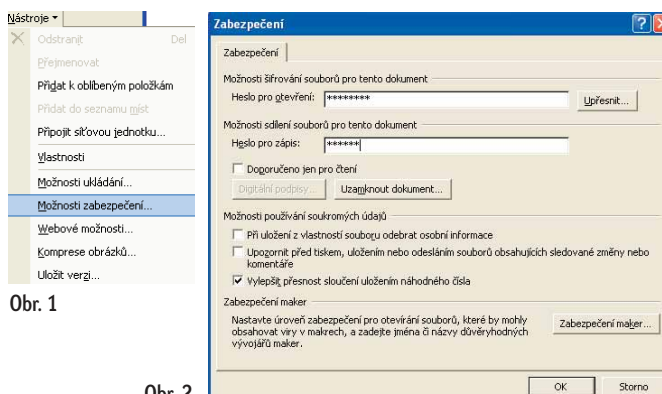 Nástroje
Odstranit Del
Přejmenovat
Přidat k oblíbeným položkám
Přidat do seznamu míst
Připojit síťovou jednotku...
Vlastnosti
Možnosti ukládání...
Možnosti zabezpečení...
Webové možnosti...
Komprese obrázků...
Uložit verzi...
Obr. 1
Zabezpečení
Zabezpečení
Možnosti šifrování souborů pro tento dokument
Heslo pro otevření: ******** Upřesnit...
Možnosti sdílení souborů pro tento dokument
Heslo pro zápis: ******
Doporučeno jen pro čtení
Digitální podpisy... Uzamknout dokument...
Možnosti používání soukromých údajů
Při uložení z vlastností souboru odebrat osobní informace
Upozornit před tiskem, uložením nebo odesláním souborů obsahujících sledované změny nebo
komentáře
Vylepšit přesnost sloučení uložením náhodného čísla
Zabezpečení maker
Nastavte úroveň zabezpečení pro otevírání souborů, které by mohly
obsahovat viry v makrech, a zadejte jména či názvy důvěryhodných
vývojářů maker.
Zabezpečení maker...
OK Storno
Obr. 2